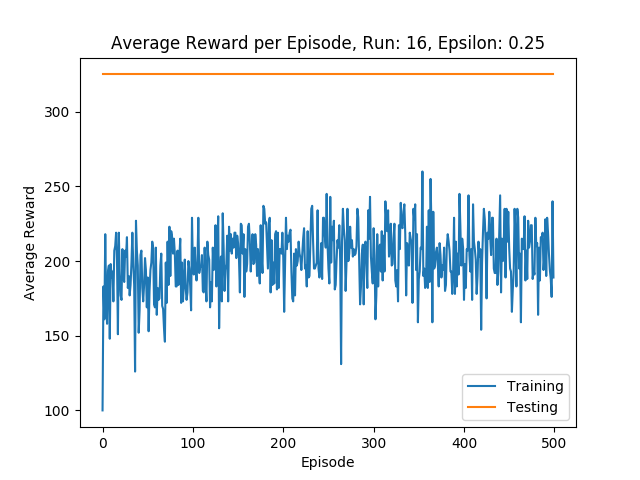 Average Reward per Episode, Run: 16, Epsilon: 0.25
300
250
200
150
100
Average Reward
0
100
200
300
400
500
Episode
Training
Testing